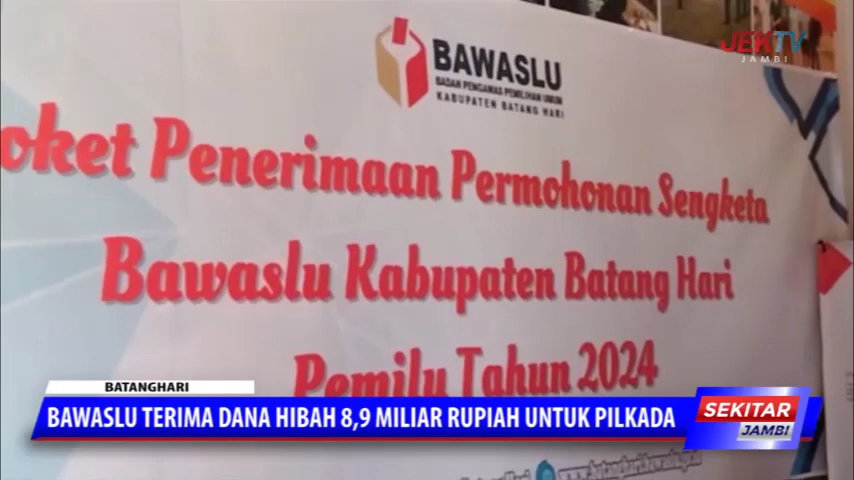 JEKTV
JAMBI
BAWASLU
BADAN PENGAWAS PEMILIHAN UMUM
KABUPATEN BATANG HARI
oket Penerimaan Permohonan Sengketa
Bawaslu Kabupaten Batang Hari
Pemilu Tahun 2024
BATANGHARI
BAWASLU TERIMA DANA HIBAH 8,9 MILIAR RUPIAH UNTUK PILKADA
SEKITAR
JAMBI